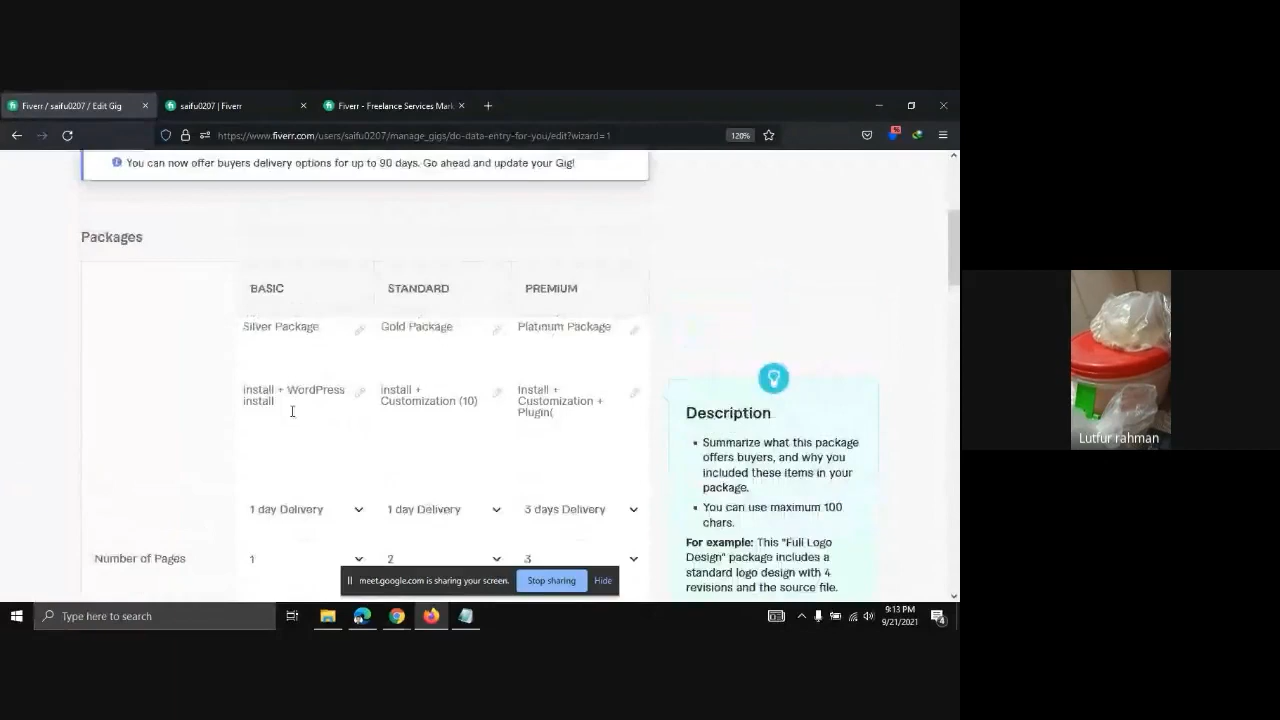 Fiverr / saifu0207 / Edit Gig
saifu0207 | Fiverr
Fiverr - Freelance Services Mark
https://www.fiverr.com/users/saifu0207/manage_gigs/do-data-entry-for-you/edit?wizard=1
120%
You can now offer buyers delivery options for up to 90 days. Go ahead and update your Gig!
Packages
BASIC
STANDARD
PREMIUM
Silver Package
Gold Package
Platinum Package
install + WordPress
install
install +
Customization (10)
Install +
Customization +
Plugin(
1 day Delivery
1 day Delivery
3 days Delivery
Number of Pages
1
2
3
Description
Summarize what this package
offers buyers, and why you
included these items in your
package.
You can use maximum 100
chars.
For example: This "Full Logo
Design" package includes a
standard logo design with 4
revisions and the source file.
meet.google.com is sharing your screen.
Stop sharing
Hide
Type here to search
9:13 PM
9/21/2021
4
Lutfur rahman